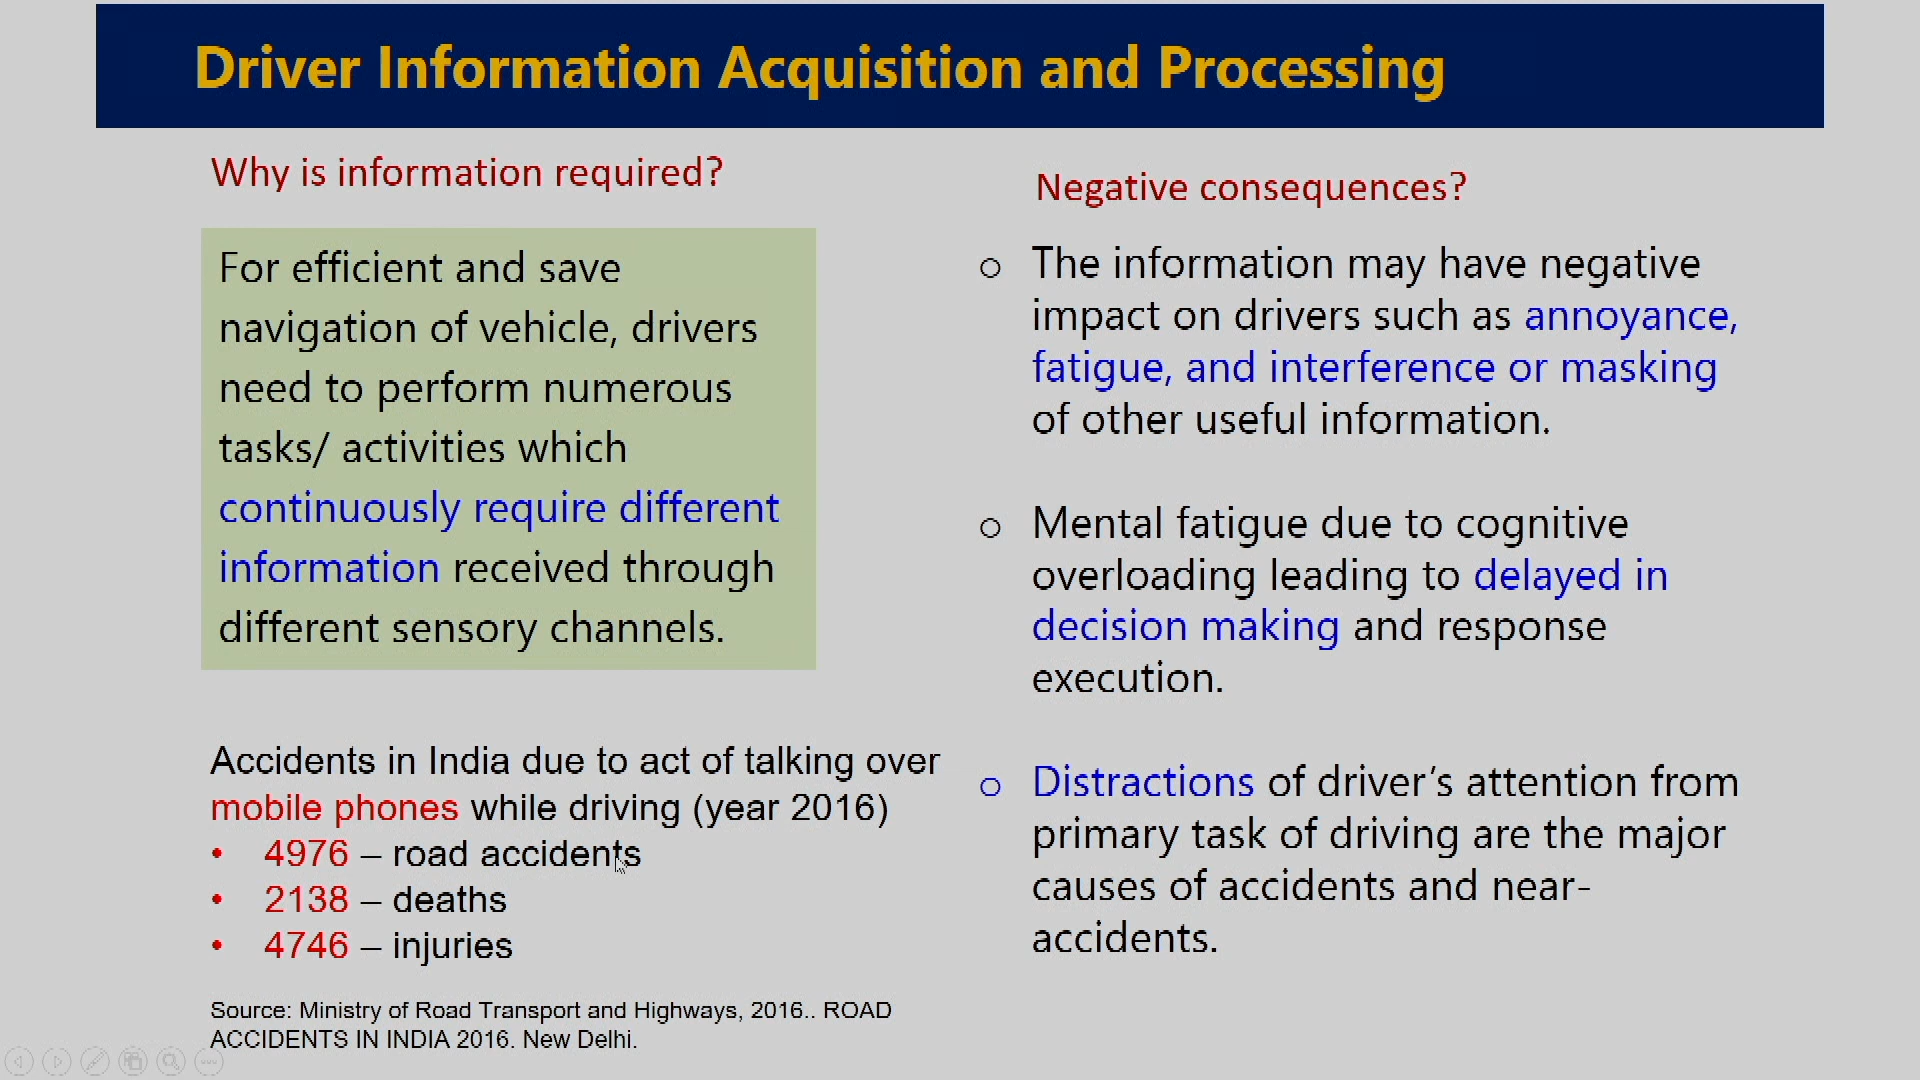 Driver Information Acquisition and Processing
Why is information required?
For efficient and save
navigation of vehicle, drivers
need to perform numerous
tasks/ activities which
continuously require different
information received through
different sensory channels.
Accidents in India due to act of talking over
mobile phones while driving (year 2016)
• 4976 – road accidents
• 2138 – deaths
• 4746 – injuries
Source: Ministry of Road Transport and Highways, 2016.. ROAD
ACCIDENTS IN INDIA 2016. New Delhi.
Negative consequences?
o The information may have negative
impact on drivers such as annoyance,
fatigue, and interference or masking
of other useful information.
o Mental fatigue due to cognitive
overloading leading to delayed in
decision making and response
execution.
o Distractions of driver’s attention from
primary task of driving are the major
causes of accidents and near-
accidents.